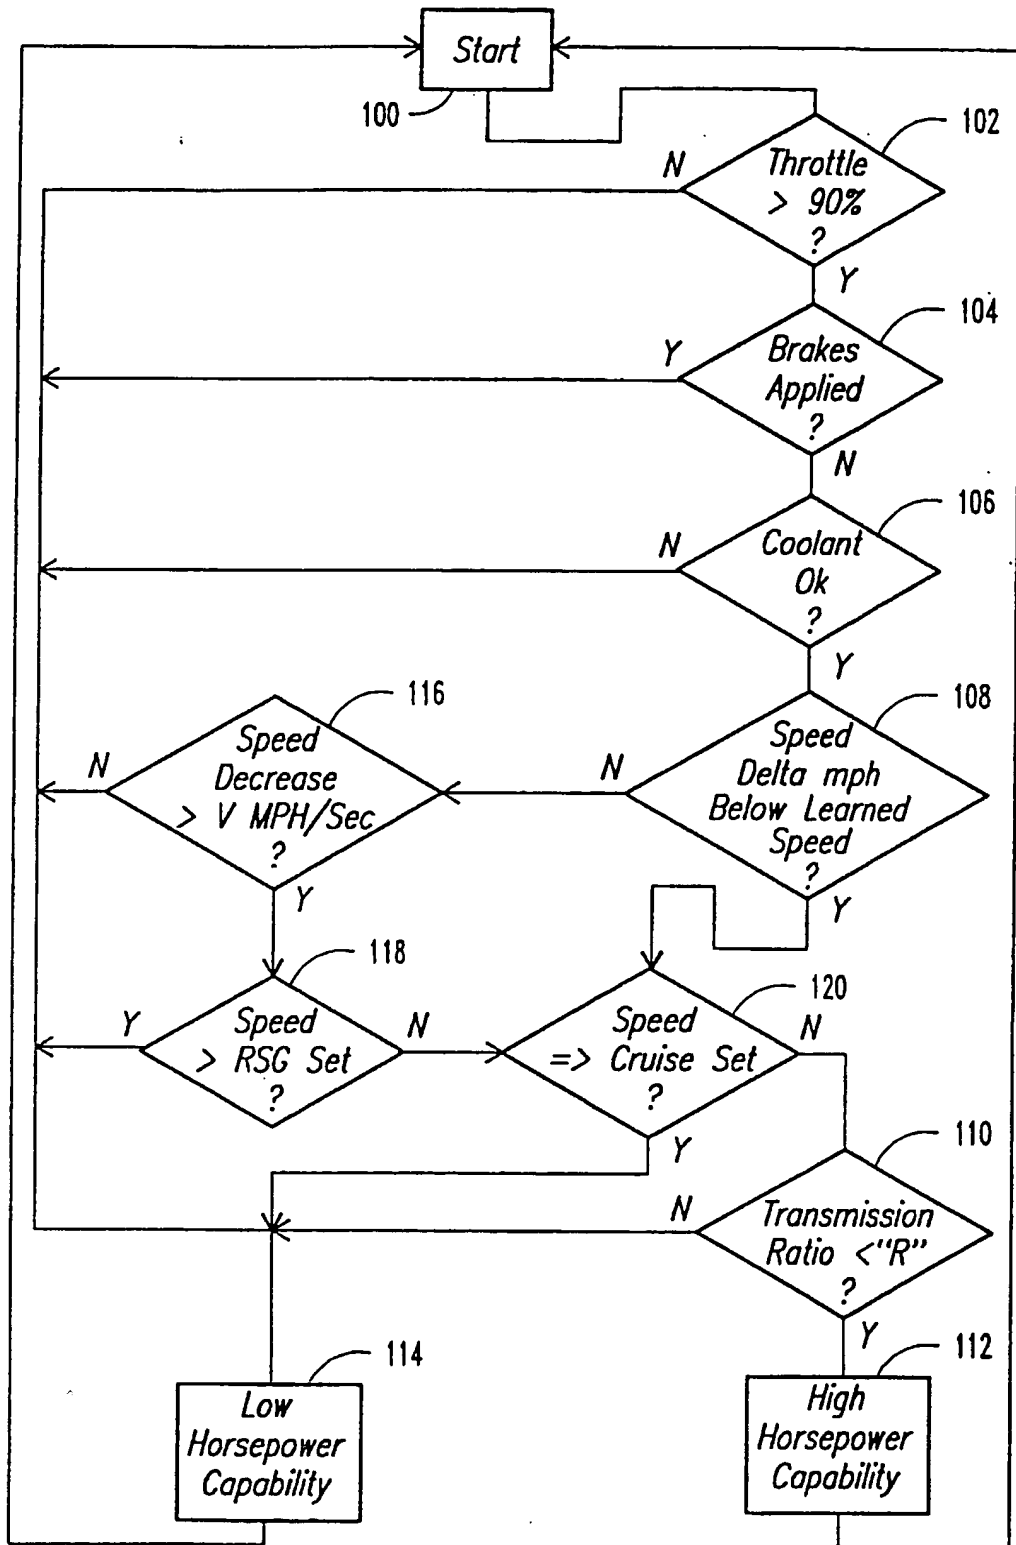 Start
100
102
Throttle
> 90%
?
N
Y
104
Brakes
Applied
?
Y
N
106
Coolant
Ok
?
N
Y
108
Speed
Delta mph
Below Learned
Speed
?
N
Y
116
Speed
Decrease
> V MPH/Sec
?
N
Y
118
Speed
> RSG Set
?
Y
N
120
Speed
=> Cruise Set
?
N
Y
110
Transmission
Ratio <"R"
?
N
Y
114
Low
Horsepower
Capability
112
High
Horsepower
Capability